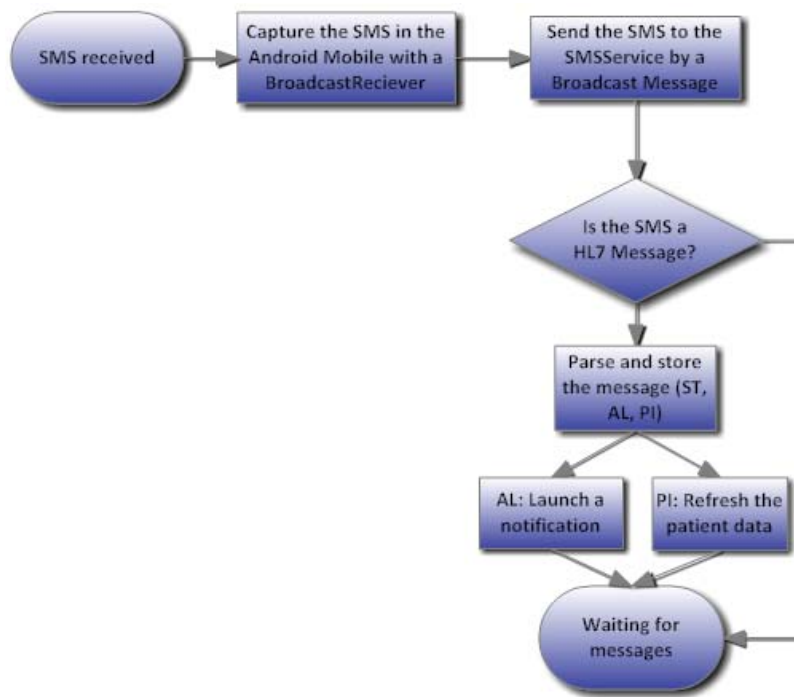 SMS received
Capture the SMS in the
Android Mobile with a
BroadcastReciever
Send the SMS to the
SMSService by a
Broadcast Message
Is the SMS a
HL7 Message?
Parse and store
the message (ST,
AL, PI)
AL: Launch a
notification
PI: Refresh the
patient data
Waiting for
messages